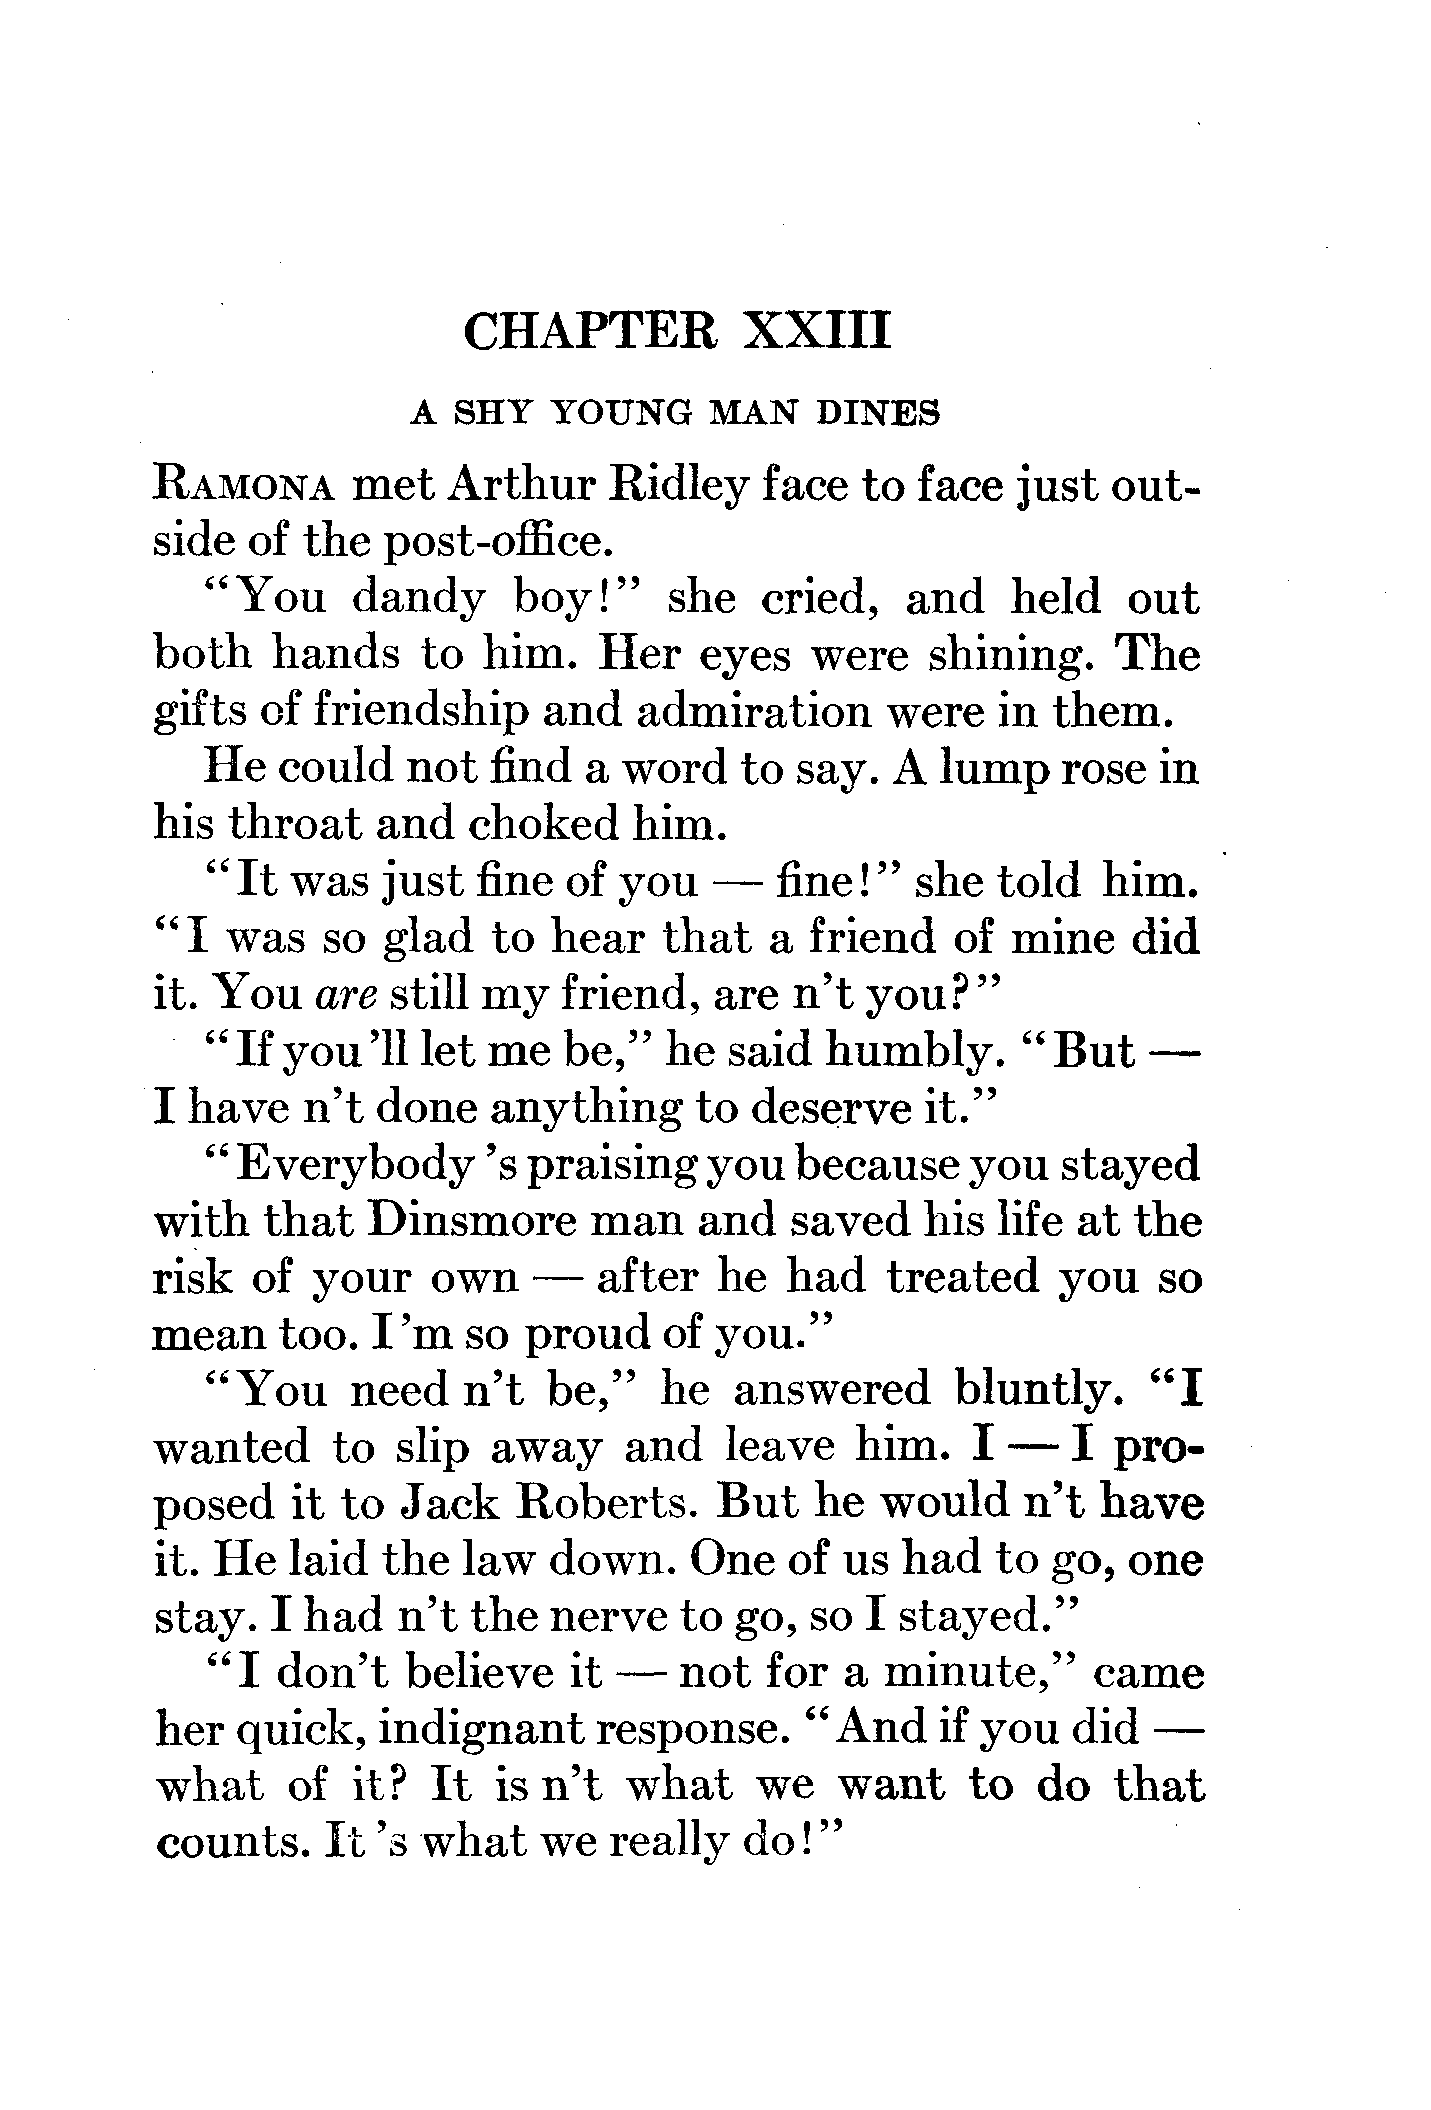 CHAPTER XXIII
A SHY YOUNG MAN DINES
RAMONA met Arthur Ridley face to face just out-
side of the post-office.
“You dandy boy!” she cried, and held out
both hands to him. Her eyes were shining. The
gifts of friendship and admiration were in them.
He could not find a word to say. A lump rose in
his throat and choked him.
“It was just fine of you — fine!” she told him.
“I was so glad to hear that a friend of mine did
it. You are still my friend, are n’t you?”
“If you ’ll let me be,” he said humbly. “But —
I have n’t done anything to deserve it.”
“Everybody ’s praising you because you stayed
with that Dinsmore man and saved his life at the
risk of your own — after he had treated you so
mean too. I ’m so proud of you.”
“You need n’t be,” he answered bluntly. “I
wanted to slip away and leave him. I — I pro-
posed it to Jack Roberts. But he would n’t have
it. He laid the law down. One of us had to go, one
stay. I had n’t the nerve to go, so I stayed.”
“I don’t believe it — not for a minute,” came
her quick, indignant response. “And if you did —
what of it? It is n’t what we want to do that
counts. It ’s what we really do!”